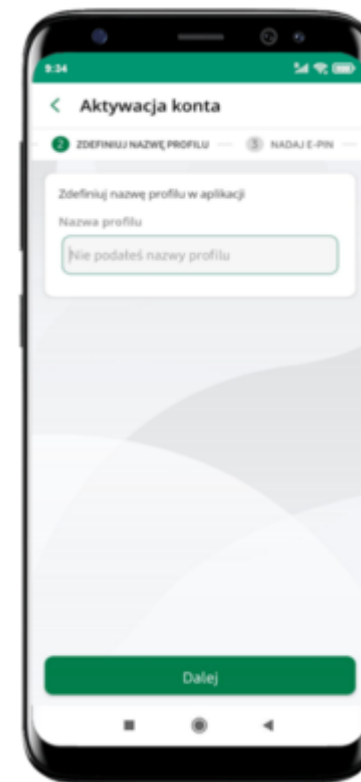 9:34
Aktywacja konta
2 ZDEFINIUJ NAZWĘ PROFILU 3 NADAJ E-PIN
Zdefiniuj nazwę profilu w aplikacji
Nazwa profilu
Nie podałeś nazwy profilu
Dalej